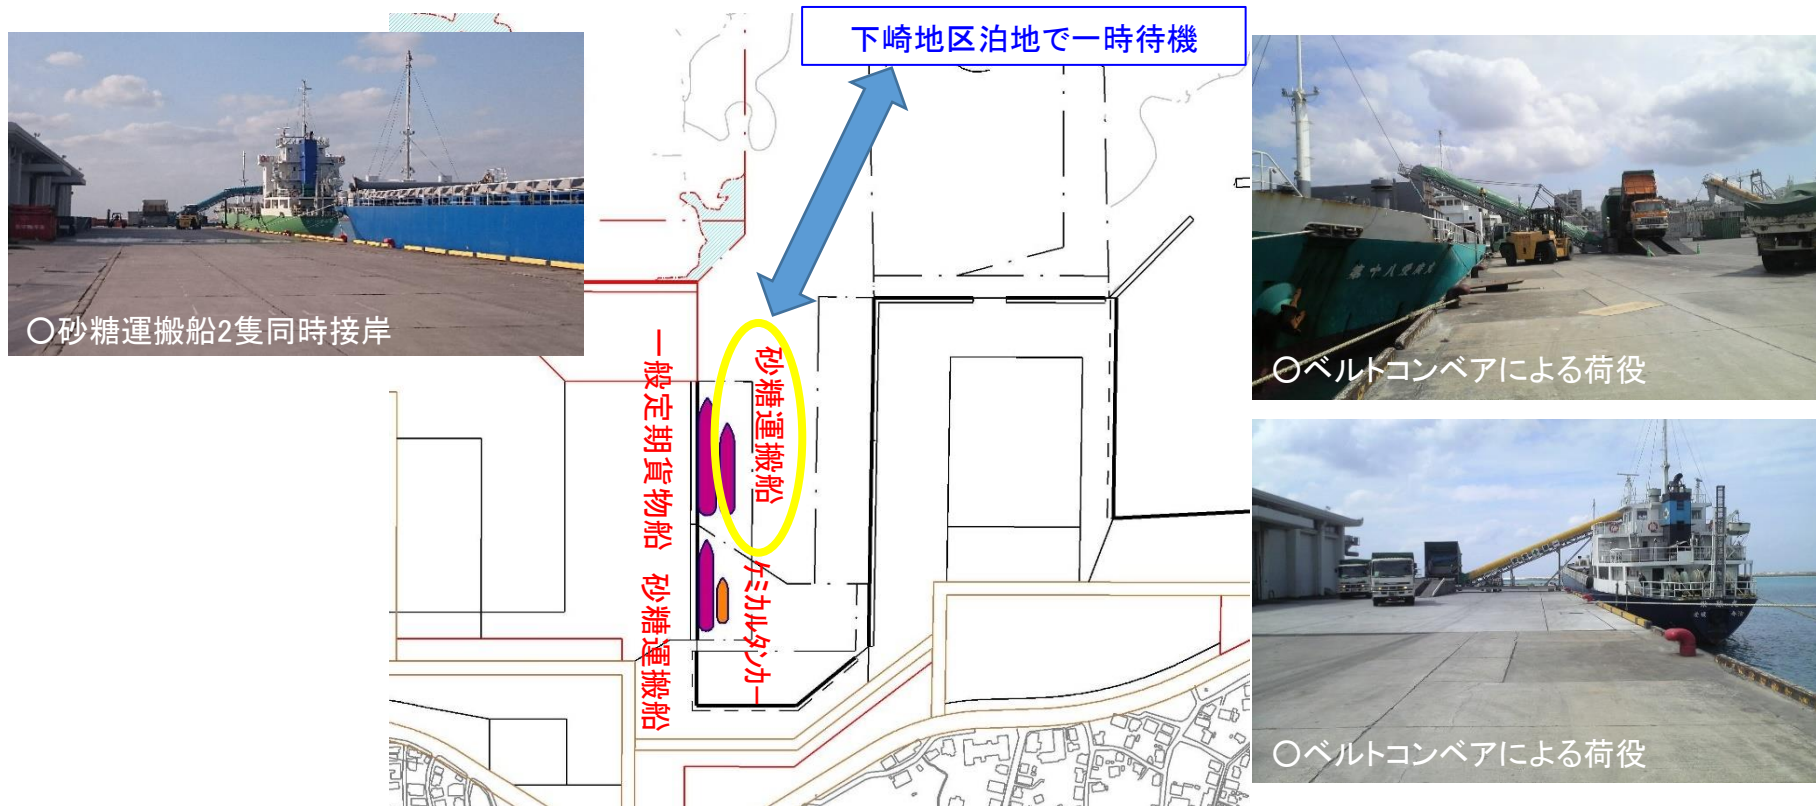 下崎地区泊地で一時待機
〇砂糖運搬船2隻同時接岸
一般定期貨物船
砂糖運搬船
砂糖運搬船
ケミカルタンカー
〇ベルトコンベアによる荷役
〇ベルトコンベアによる荷役